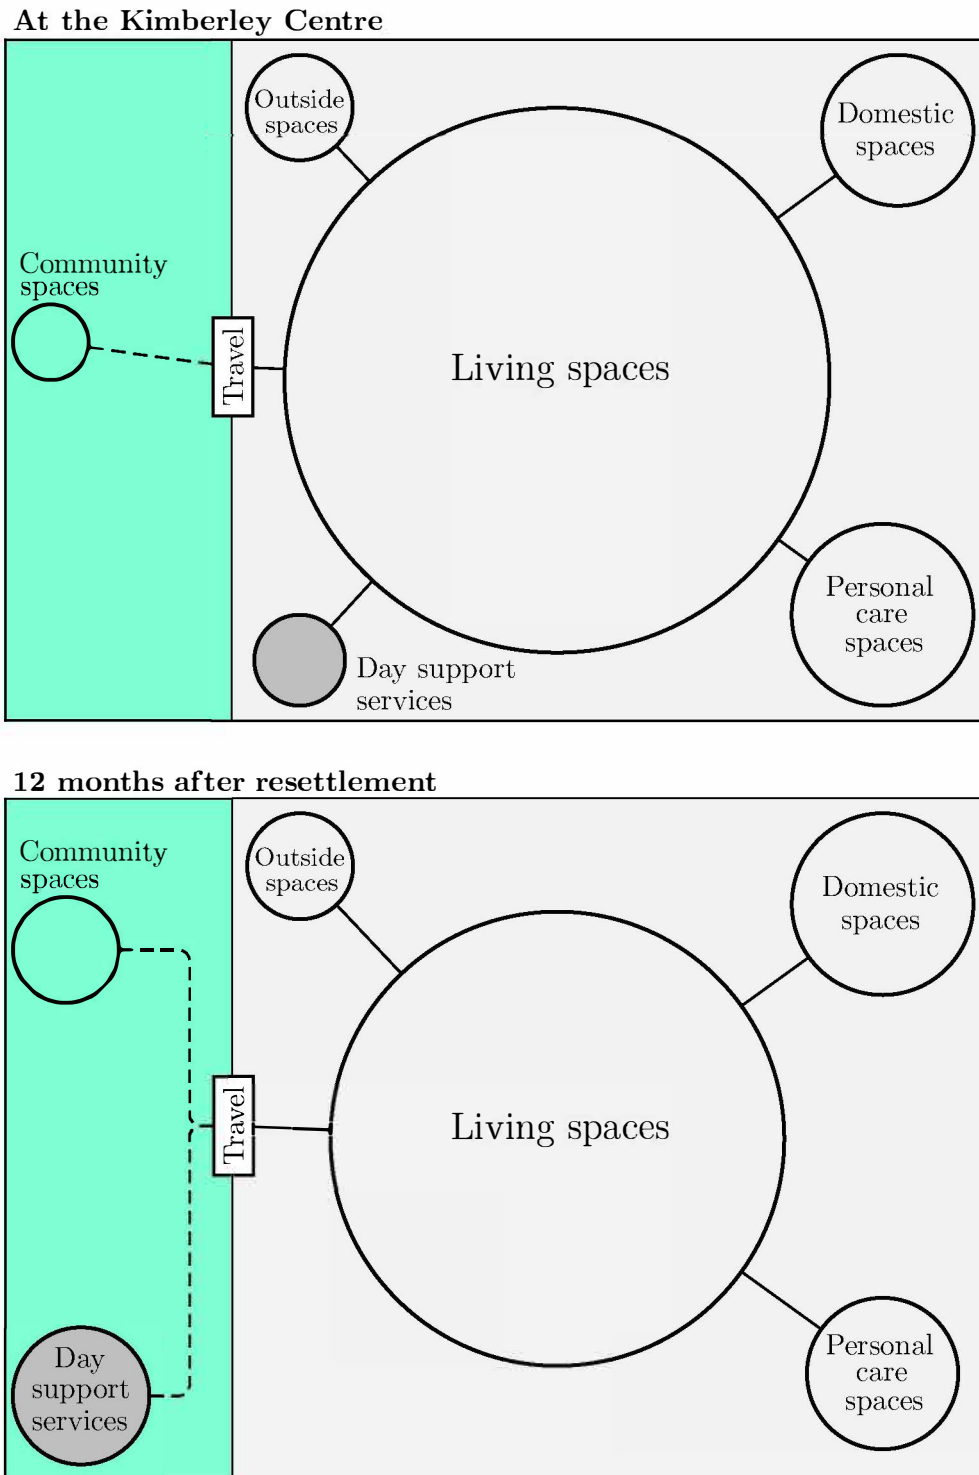 At the Kimberley Centre
Outside
spaces
Domestic
spaces
Community
spaces
Travel
Living spaces
Personal
care
spaces
Day support
services
12 months after resettlement
Community
spaces
Outside
spaces
Domestic
spaces
Travel
Living spaces
Day
support
services
Personal
care
spaces